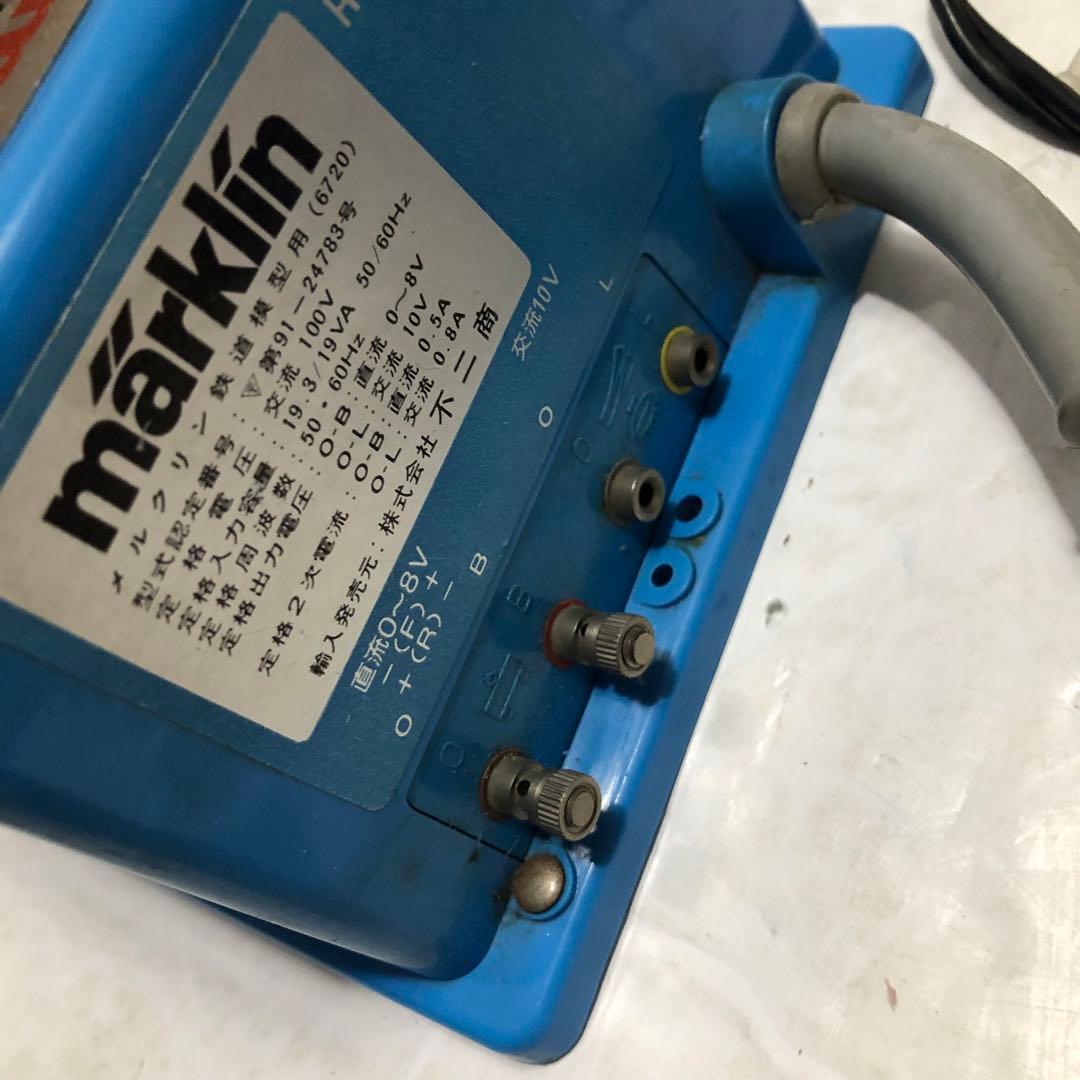 märklín
メルクリン鉄道模型用(6720)
型式認定番号:▽第91-24783号
定格電圧:交流 100V
定格入力容量:19.3/19VA 50/60Hz
定格周波数:50・60Hz
定格出力電圧:O-B:直流 0~8V
O-L:交流 10V
定格2次電流:O-B:直流 0.5A
O-L:交流 0.8A
輸入発売元:株式会社 不二商
直流0~8V
-(F)+
O +(R)- B
O 交流10V L
O B O L